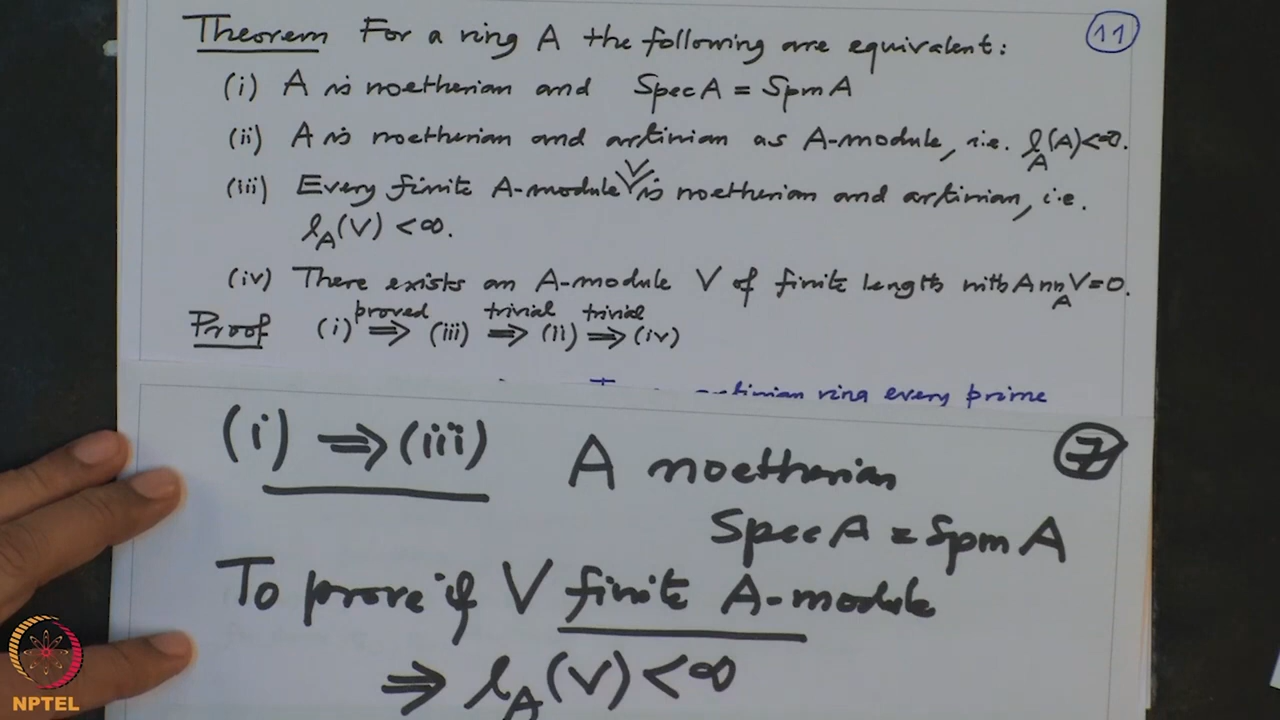 Theorem For a ring A the following are equivalent:
11
(i) A is noetherian and Spec A = Spm A
(ii) A is noetherian and artinian as A-module, i.e. ℓ_A(A) < ∞.
(iii) Every finite A-module V is noetherian and artinian, i.e.
ℓ_A(V) < ∞.
(iv) There exists an A-module V of finite length with Ann_A V = 0.
proved trivial trivial
Proof (i) ⇒ (iii) ⇒ (ii) ⇒ (iv)
ring every prime
(i) ⇒ (iii) A noetherian
7
Spec A = Spm A
To prove if V finite A-module
⇒ ℓ_A(V) < ∞
NPTEL